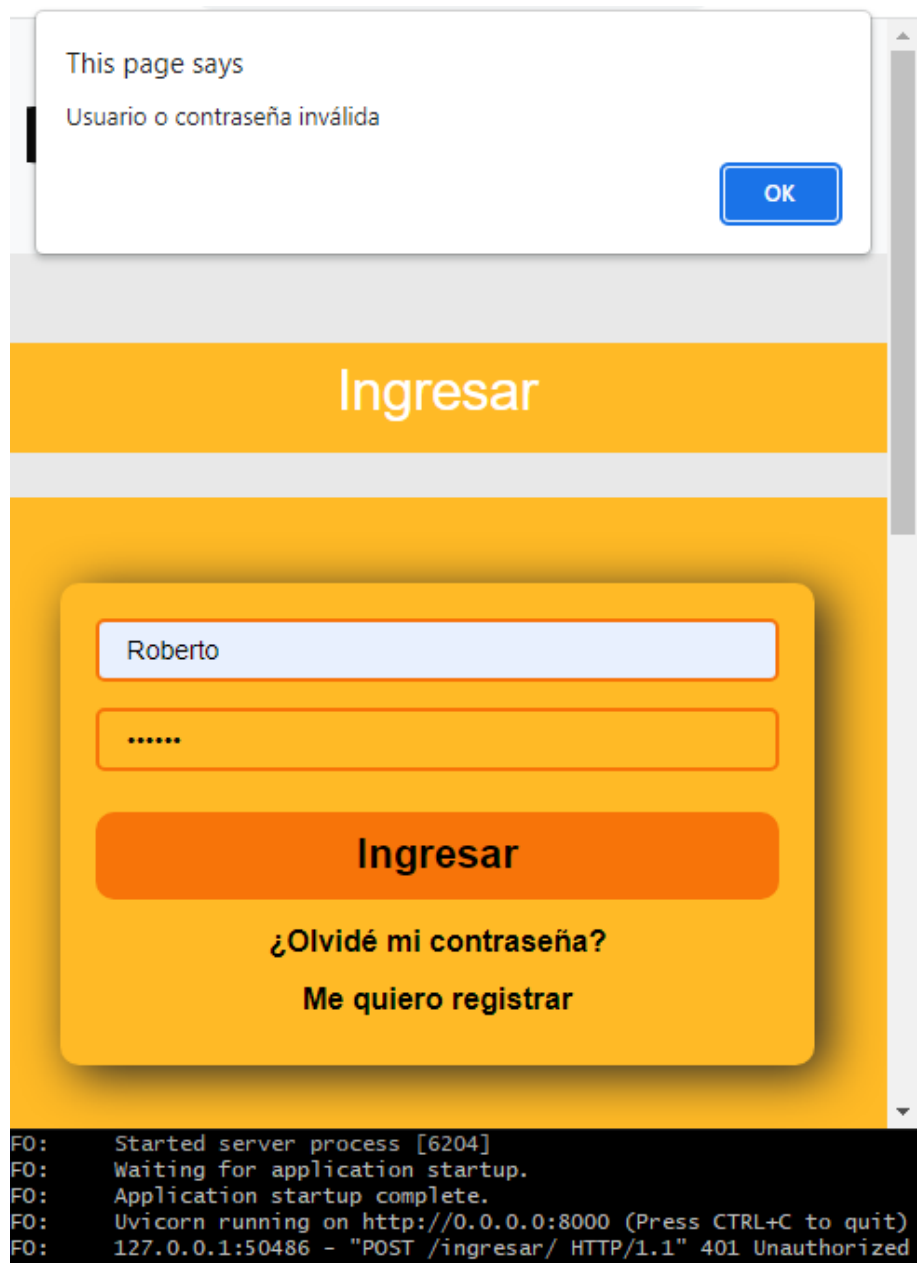 This page says
Usuario o contraseña inválida
OK
Ingresar
Roberto
••••••
Ingresar
¿Olvidé mi contraseña?
Me quiero registrar
FO: Started server process [6204]
FO: Waiting for application startup.
FO: Application startup complete.
FO: Uvicorn running on http://0.0.0.0:8000 (Press CTRL+C to quit)
FO: 127.0.0.1:50486 - "POST /ingresar/ HTTP/1.1" 401 Unauthorized